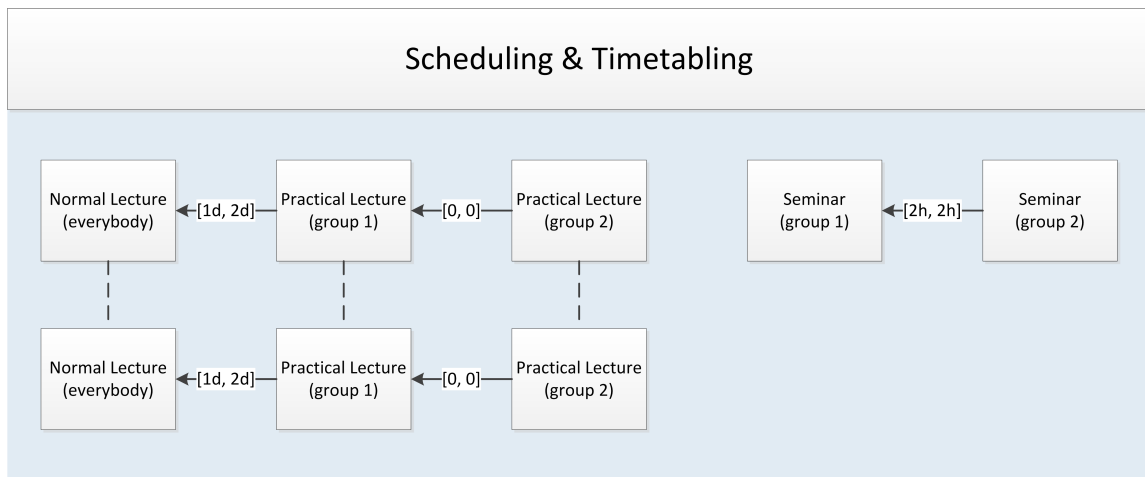 Scheduling & Timetabling
Normal Lecture
(everybody)
[1d, 2d]
Practical Lecture
(group 1)
[0, 0]
Practical Lecture
(group 2)
Seminar
(group 1)
[2h, 2h]
Seminar
(group 2)
Normal Lecture
(everybody)
[1d, 2d]
Practical Lecture
(group 1)
[0, 0]
Practical Lecture
(group 2)